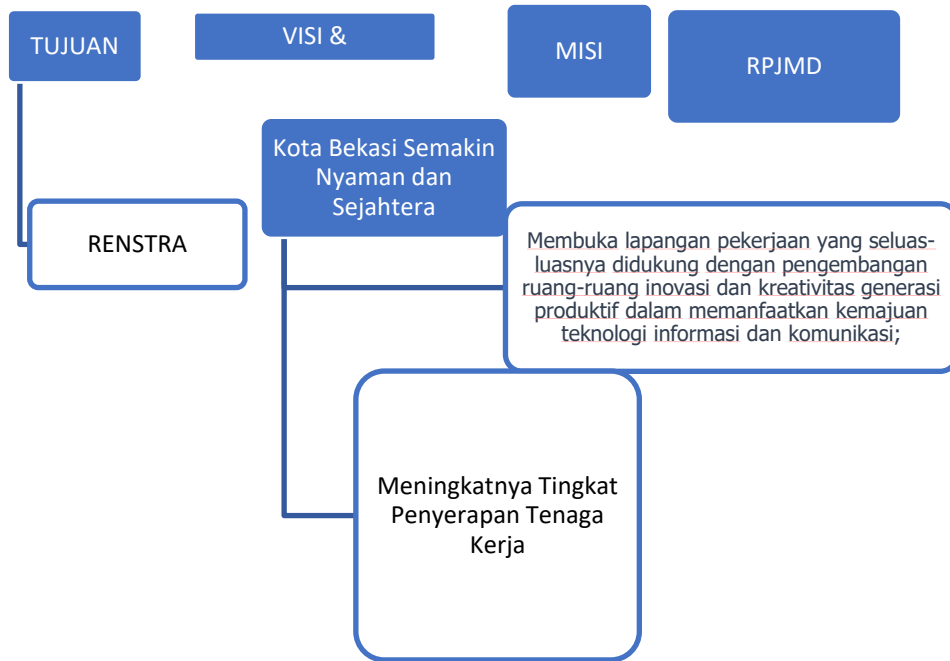 TUJUAN
VISI &
MISI
RPJMD
Kota Bekasi Semakin
Nyaman dan
Sejahtera
RENSTRA
Membuka lapangan pekerjaan yang seluas-
luasnya didukung dengan pengembangan
ruang-ruang inovasi dan kreativitas generasi
produktif dalam memanfaatkan kemajuan
teknologi informasi dan komunikasi;
Meningkatnya Tingkat
Penyerapan Tenaga
Kerja